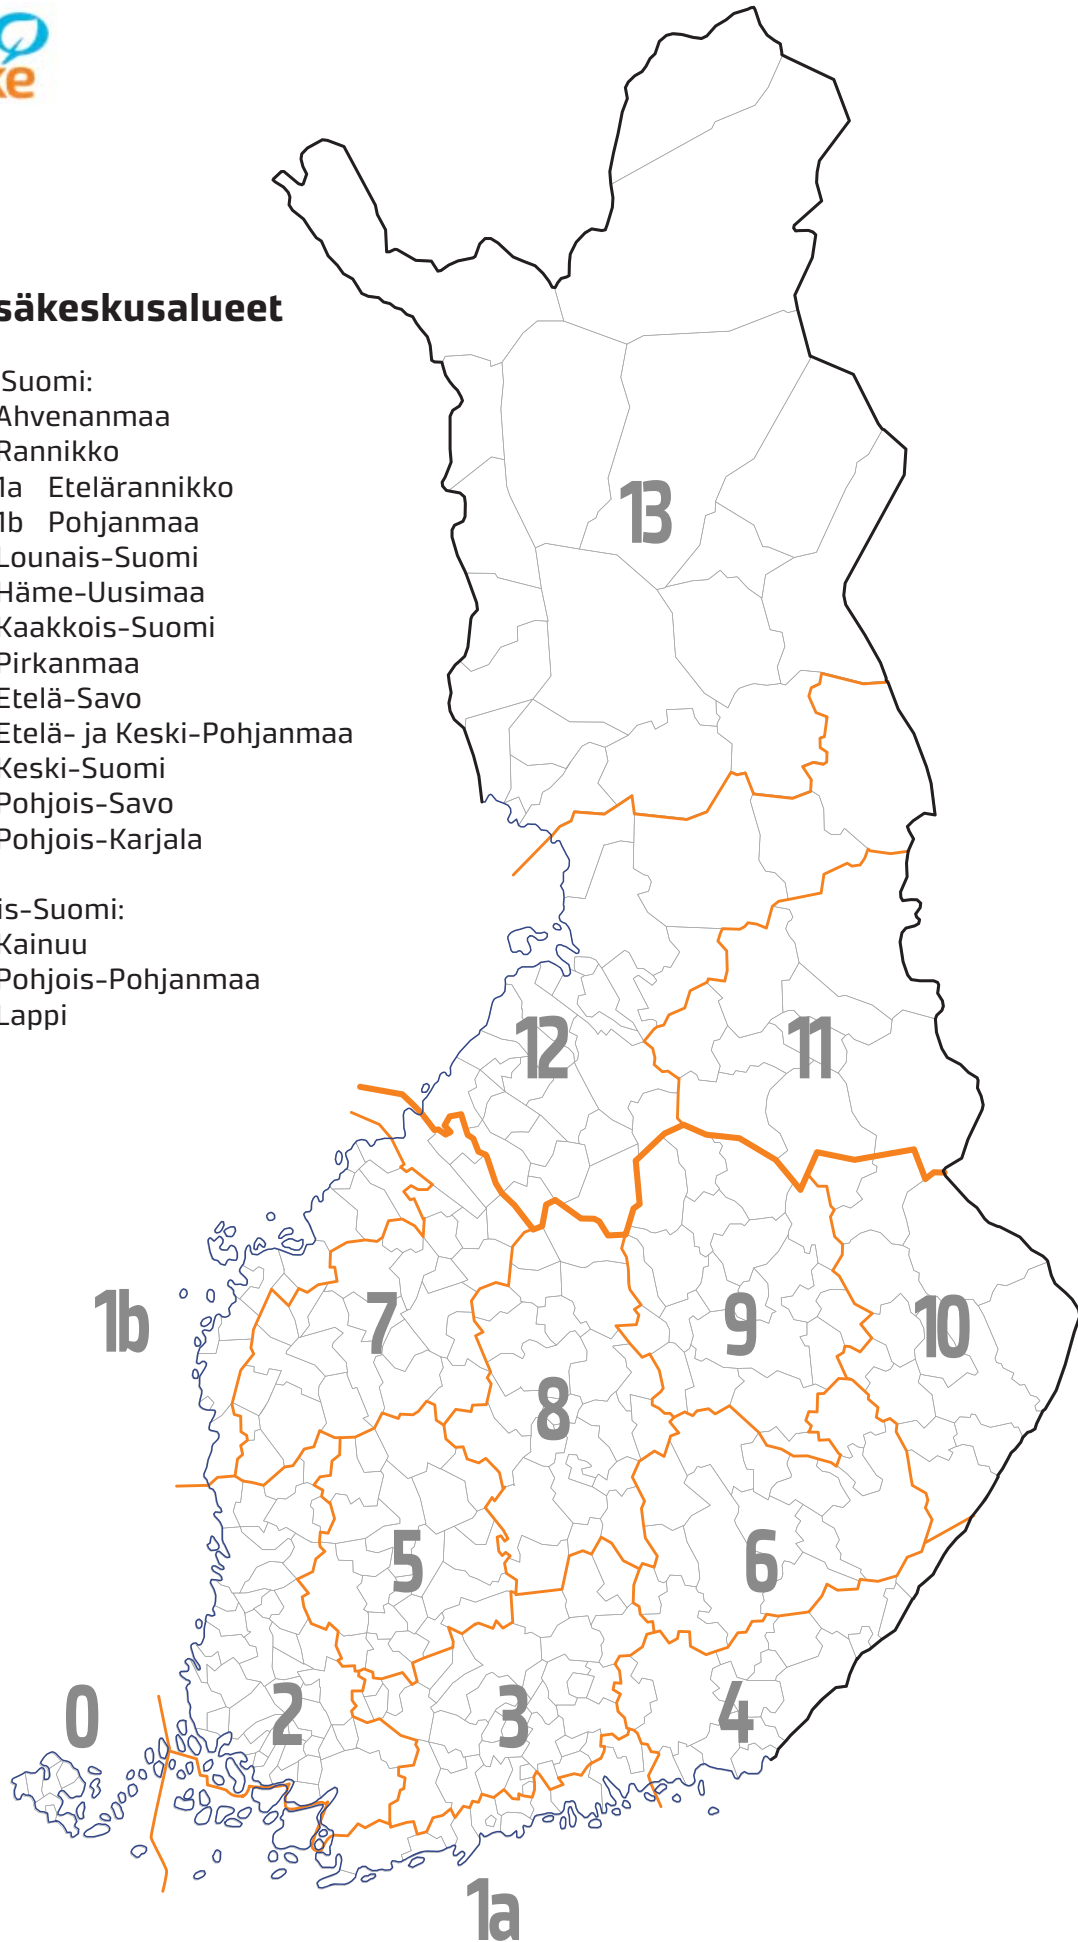 ke
säkeskusalueet
Suomi:
Ahvenanmaa
Rannikko
1a Etelärannikko
1b Pohjanmaa
Lounais-Suomi
Häme-Uusimaa
Kaakkois-Suomi
Pirkanmaa
Etelä-Savo
Etelä- ja Keski-Pohjanmaa
Keski-Suomi
Pohjois-Savo
Pohjois-Karjala
is-Suomi:
Kainuu
Pohjois-Pohjanmaa
Lappi
13
12
11
1b
7
9
10
8
5
6
0
2
3
4
1a